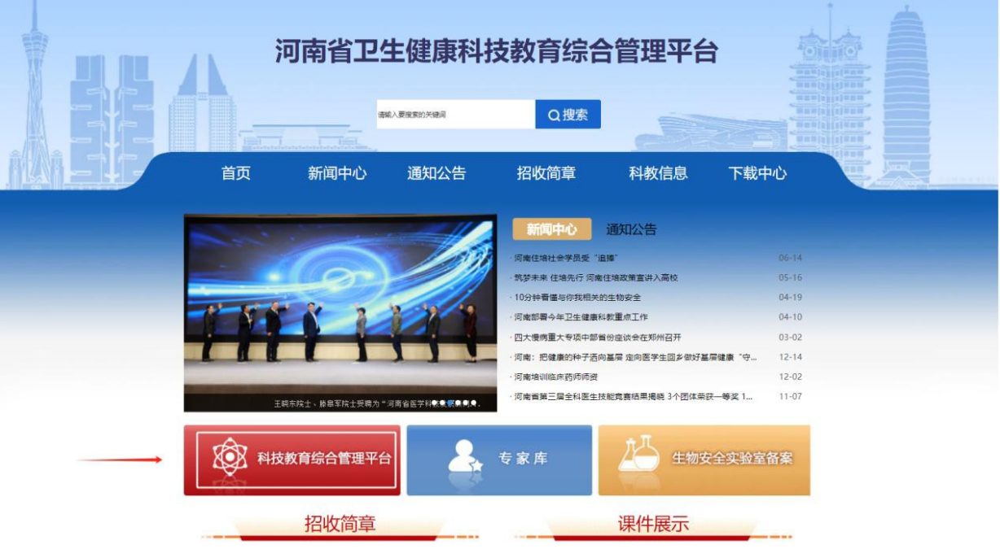 河南省卫生健康科技教育综合管理平台
请输入要搜索的关键词
搜索
首页 新闻中心 通知公告 招收简章 科教信息 下载中心
新闻中心 通知公告
·河南住培社会学员受“追捧” 06-14
·筑梦未来 住培先行 河南住培政策宣讲入高校 05-16
·10分钟看懂与你我相关的生物安全 04-19
·河南部署今年卫生健康科教重点工作 04-10
·四大慢病重大专项中部省份座谈会在郑州召开 03-02
·河南：把健康的种子洒向基层 定向医学生回乡做好基层健康“守... 12-14
·河南培训临床药师师资 12-02
·河南省第三届全科医生技能竞赛结果揭晓 3个团体荣获一等奖 1... 11-07
王晓东院士、滕皋军院士受聘为“河南省医学科
科技教育综合管理平台
专家库
生物安全实验室备案
招收简章
课件展示